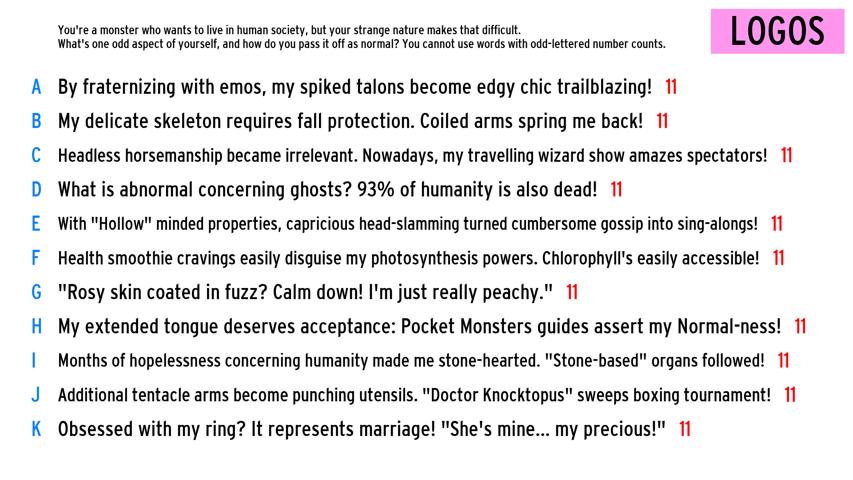 You're a monster who wants to live in human society, but your strange nature makes that difficult.
What's one odd aspect of yourself, and how do you pass it off as normal? You cannot use words with odd-lettered number counts.
LOGOS
A By fraternizing with emos, my spiked talons become edgy chic trailblazing! 11
B My delicate skeleton requires fall protection. Coiled arms spring me back! 11
C Headless horsemanship became irrelevant. Nowadays, my travelling wizard show amazes spectators! 11
D What is abnormal concerning ghosts? 93% of humanity is also dead! 11
E With "Hollow" minded properties, capricious head-slamming turned cumbersome gossip into sing-alongs! 11
F Health smoothie cravings easily disguise my photosynthesis powers. Chlorophyll's easily accessible! 11
G "Rosy skin coated in fuzz? Calm down! I'm just really peachy." 11
H My extended tongue deserves acceptance: Pocket Monsters guides assert my Normal-ness! 11
I Months of hopelessness concerning humanity made me stone-hearted. "Stone-based" organs followed! 11
J Additional tentacle arms become punching utensils. "Doctor Knocktopus" sweeps boxing tournament! 11
K Obsessed with my ring? It represents marriage! "She's mine... my precious!" 11